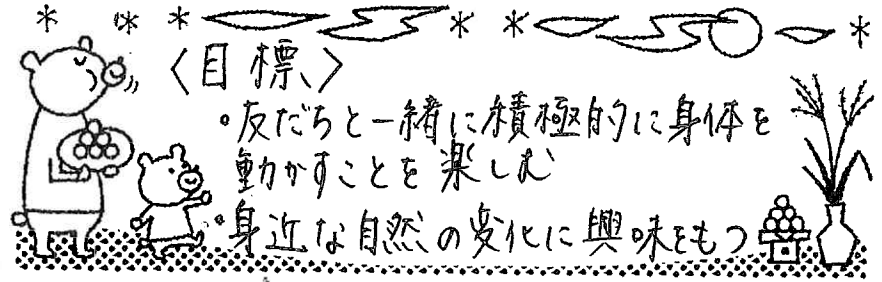 〈目標〉
・友だちと一緒に積極的に身体を
動かすことを楽しむ
・身近な自然の変化に興味をもつ